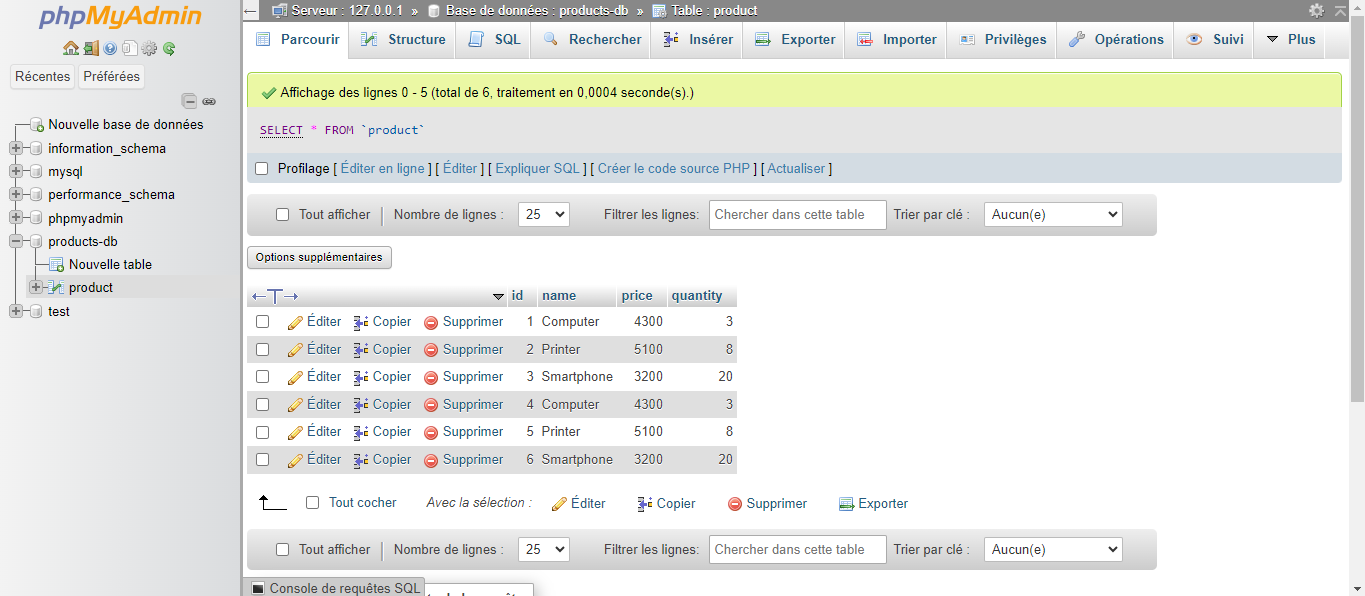 phpMyAdmin
Récentes Préférées
Nouvelle base de données
information_schema
mysql
performance_schema
phpmyadmin
products-db
Nouvelle table
product
test
Serveur : 127.0.0.1 » Base de données : products-db » Table : product
Parcourir Structure SQL Rechercher Insérer Exporter Importer Privilèges Opérations Suivi Plus
Affichage des lignes 0 - 5 (total de 6, traitement en 0,0004 seconde(s).)
SELECT * FROM `product`
Profilage [ Éditer en ligne ] [ Éditer ] [ Expliquer SQL ] [ Créer le code source PHP ] [ Actualiser ]
Tout afficher Nombre de lignes : 25 Filtrer les lignes: Chercher dans cette table Trier par clé : Aucun(e)
Options supplémentaires
id name price quantity
Éditer Copier Supprimer 1 Computer 4300 3
Éditer Copier Supprimer 2 Printer 5100 8
Éditer Copier Supprimer 3 Smartphone 3200 20
Éditer Copier Supprimer 4 Computer 4300 3
Éditer Copier Supprimer 5 Printer 5100 8
Éditer Copier Supprimer 6 Smartphone 3200 20
Tout cocher Avec la sélection : Éditer Copier Supprimer Exporter
Tout afficher Nombre de lignes : 25 Filtrer les lignes: Chercher dans cette table Trier par clé : Aucun(e)
Console de requêtes SQL